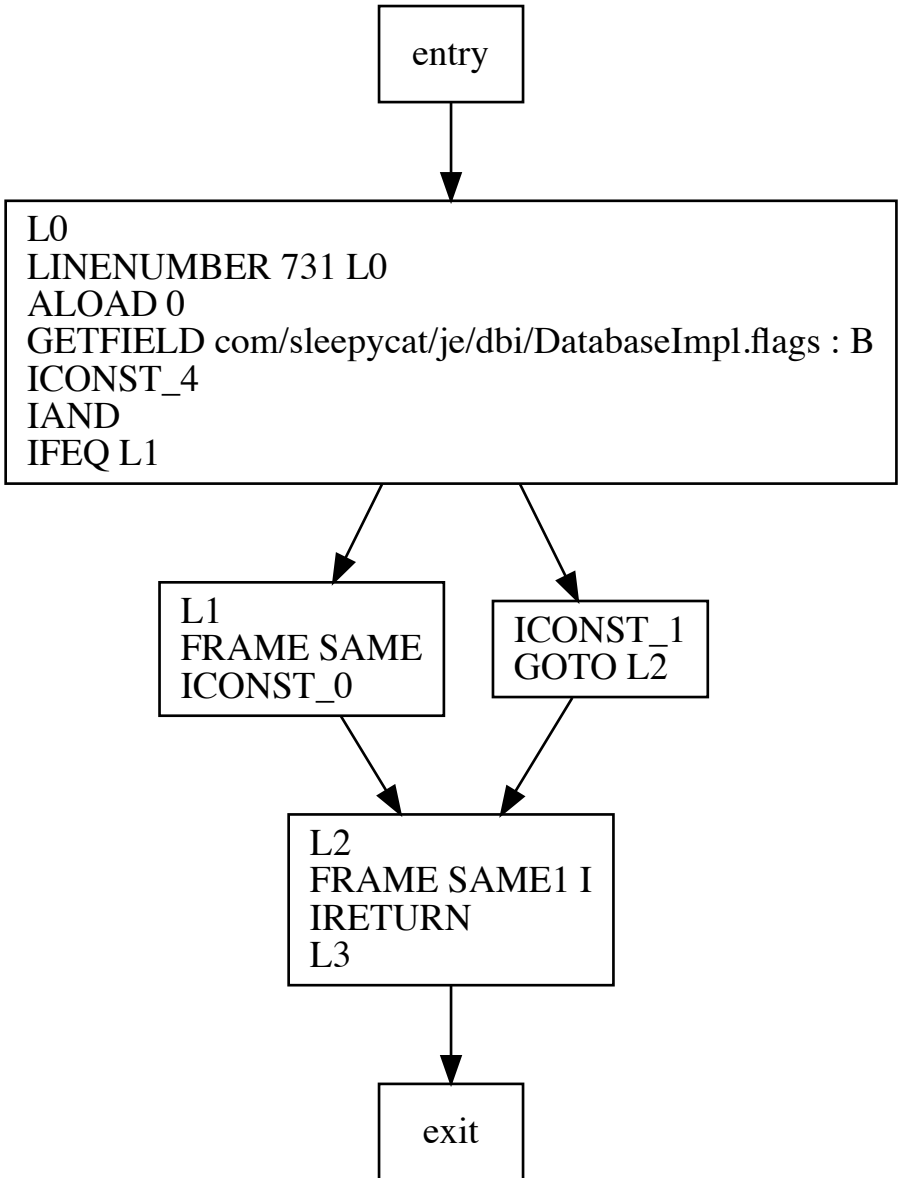 entry
L0
LINENUMBER 731 L0
ALOAD 0
GETFIELD com/sleepycat/je/dbi/DatabaseImpl.flags : B
ICONST_4
IAND
IFEQ L1
L1
FRAME SAME
ICONST_0
ICONST_1
GOTO L2
L2
FRAME SAME1 I
IRETURN
L3
exit